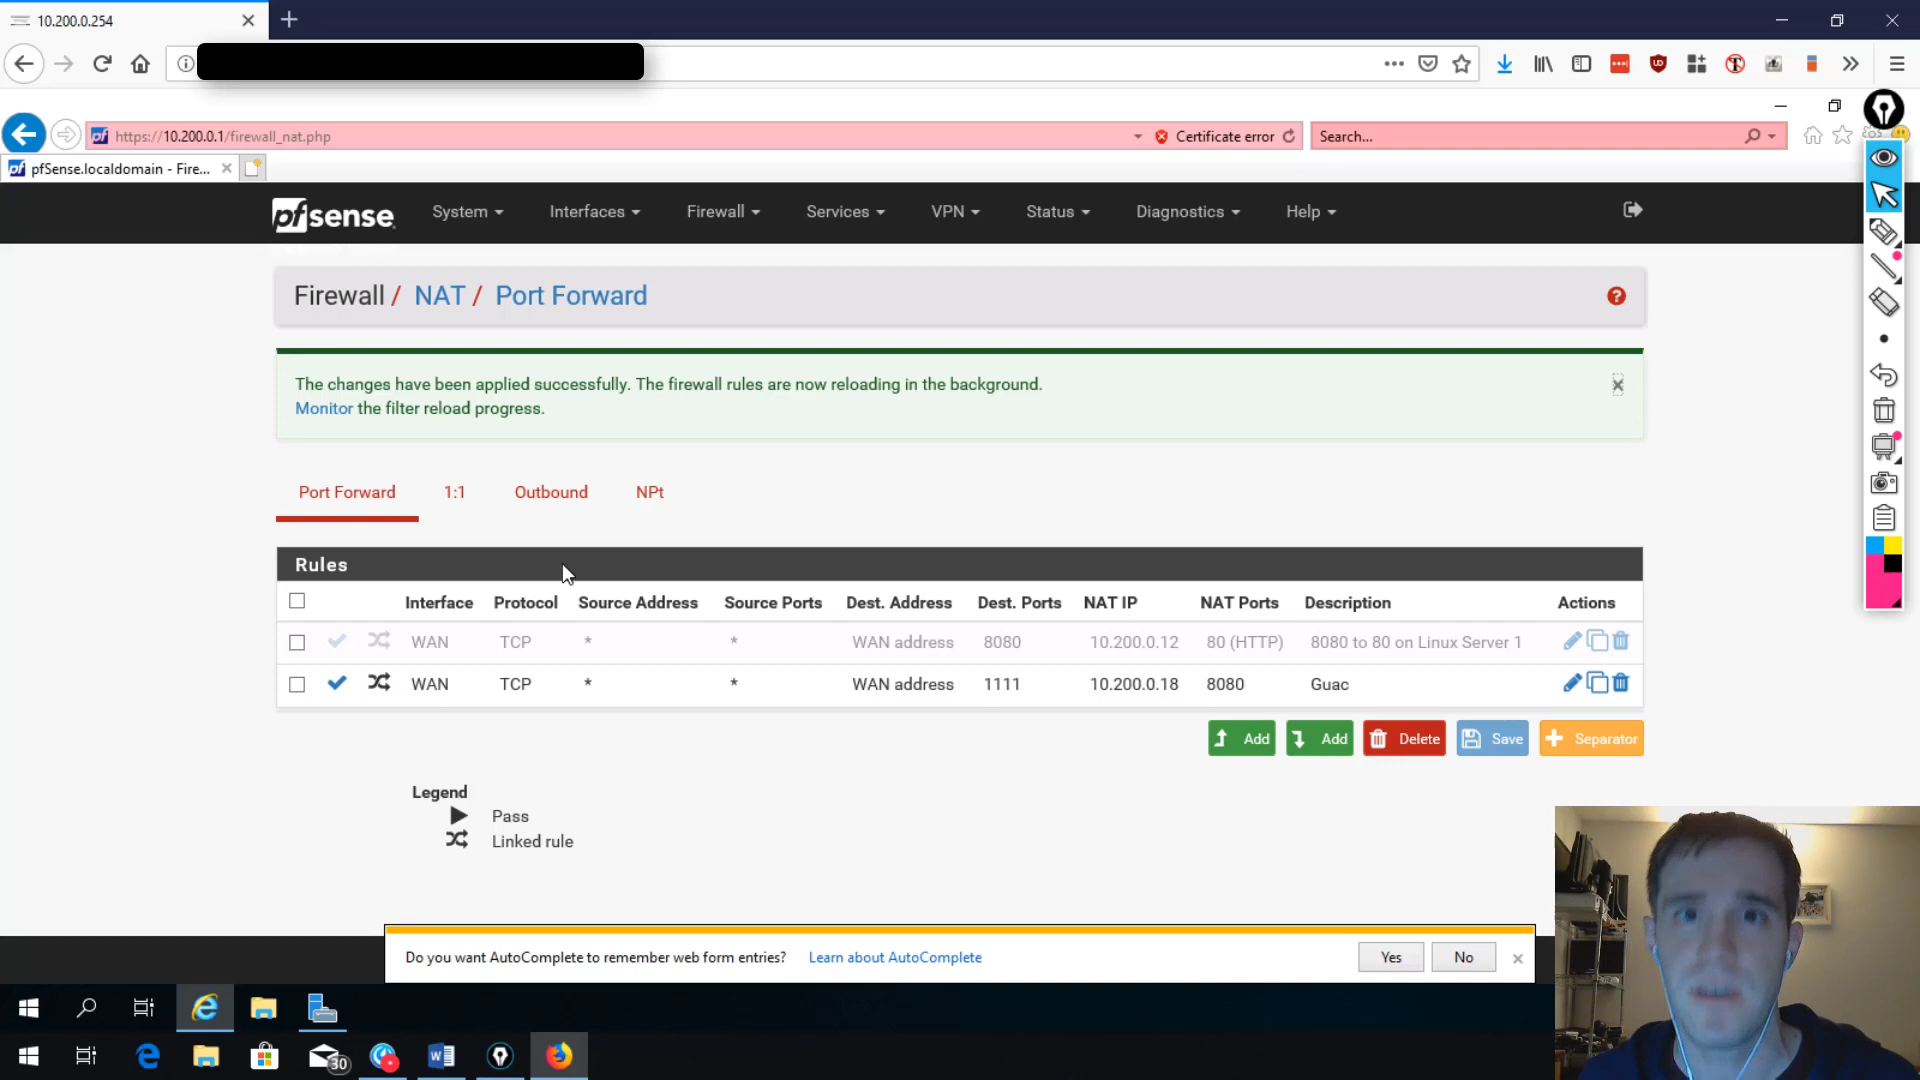 10.200.0.254
https://10.200.0.1/firewall_nat.php
Certificate error
Search...
pfSense.localdomain - Fire...
pfsense
System
Interfaces
Firewall
Services
VPN
Status
Diagnostics
Help
Firewall / NAT / Port Forward
The changes have been applied successfully. The firewall rules are now reloading in the background.
Monitor the filter reload progress.
Port Forward
1:1
Outbound
NPt
Rules
Interface Protocol Source Address Source Ports Dest. Address Dest. Ports NAT IP NAT Ports Description Actions
WAN TCP * * WAN address 8080 10.200.0.12 80 (HTTP) 8080 to 80 on Linux Server 1
WAN TCP * * WAN address 1111 10.200.0.18 8080 Guac
Add
Add
Delete
Save
Separator
Legend
Pass
Linked rule
Do you want AutoComplete to remember web form entries? Learn about AutoComplete
Yes
No
30